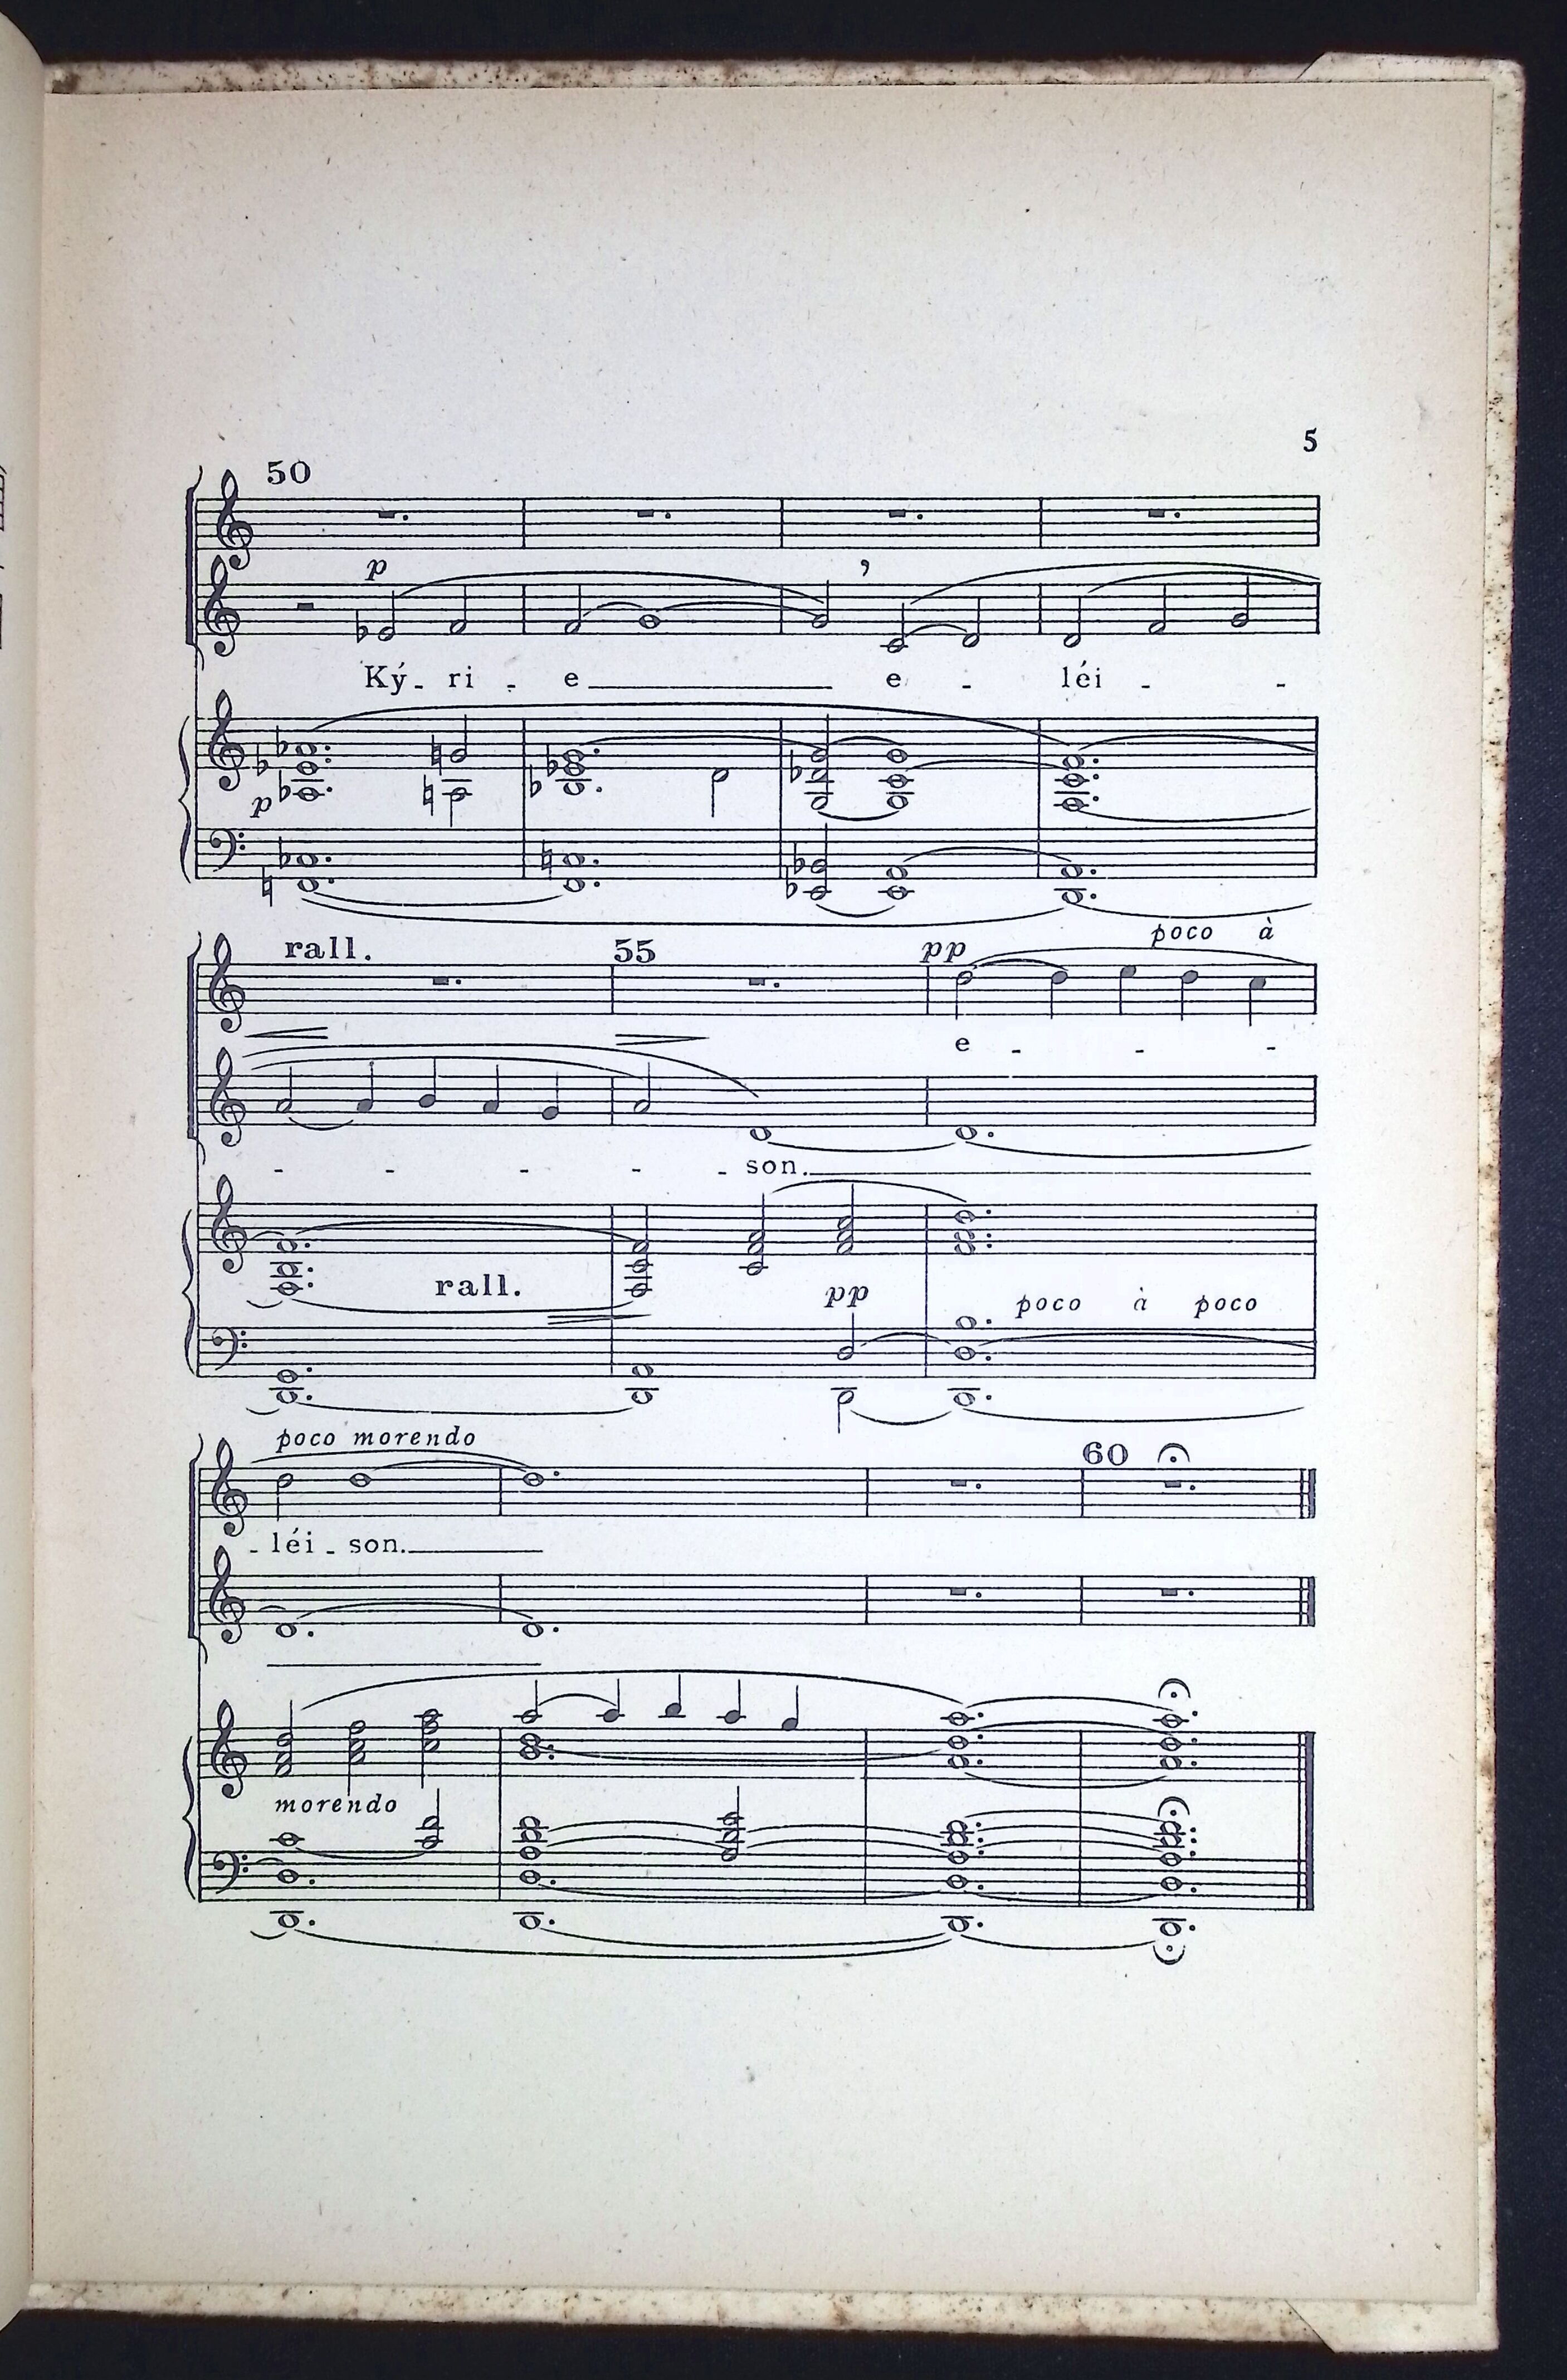 5
50
p
Ký - ri - e e - léi - -
p
rall. 55 pp poco à
e - - -
- - - - - son.
rall. pp poco à poco
poco morendo 60
- léi - son.
morendo